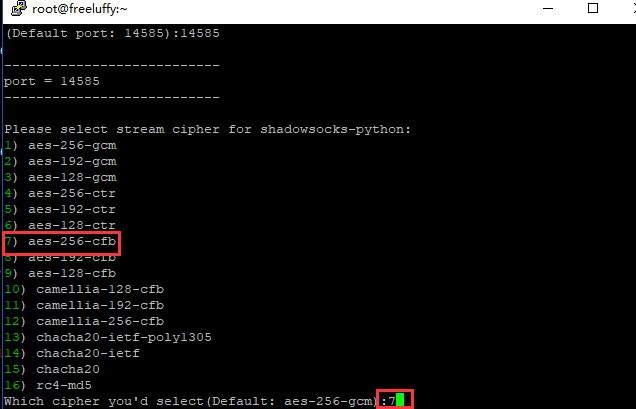 root@freeluffy:~
(Default port: 14585):14585
---------------------------
port = 14585
---------------------------
Please select stream cipher for shadowsocks-python:
1) aes-256-gcm
2) aes-192-gcm
3) aes-128-gcm
4) aes-256-ctr
5) aes-192-ctr
6) aes-128-ctr
7) aes-256-cfb
8) aes-192-cfb
9) aes-128-cfb
10) camellia-128-cfb
11) camellia-192-cfb
12) camellia-256-cfb
13) chacha20-ietf-poly1305
14) chacha20-ietf
15) chacha20
16) rc4-md5
Which cipher you'd select(Default: aes-256-gcm):7